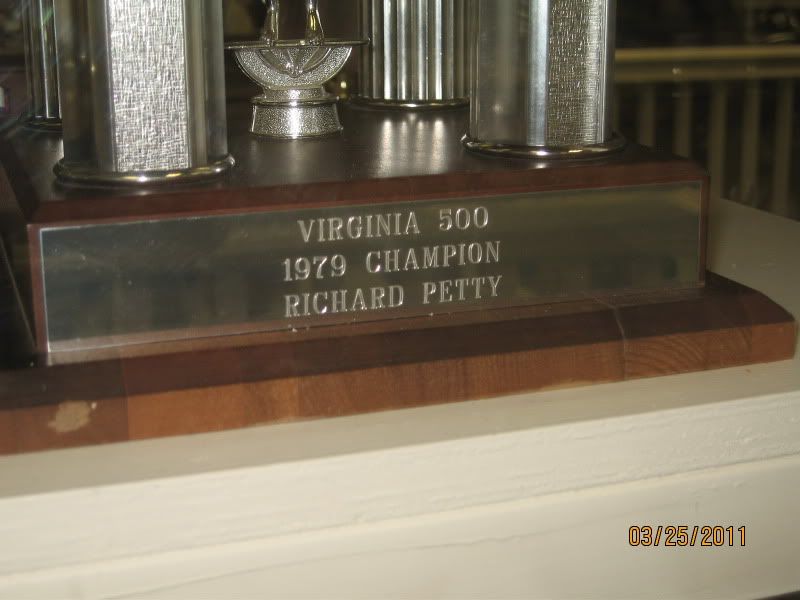 VIRGINIA 500
1979 CHAMPION
RICHARD PETTY
03/25/2011